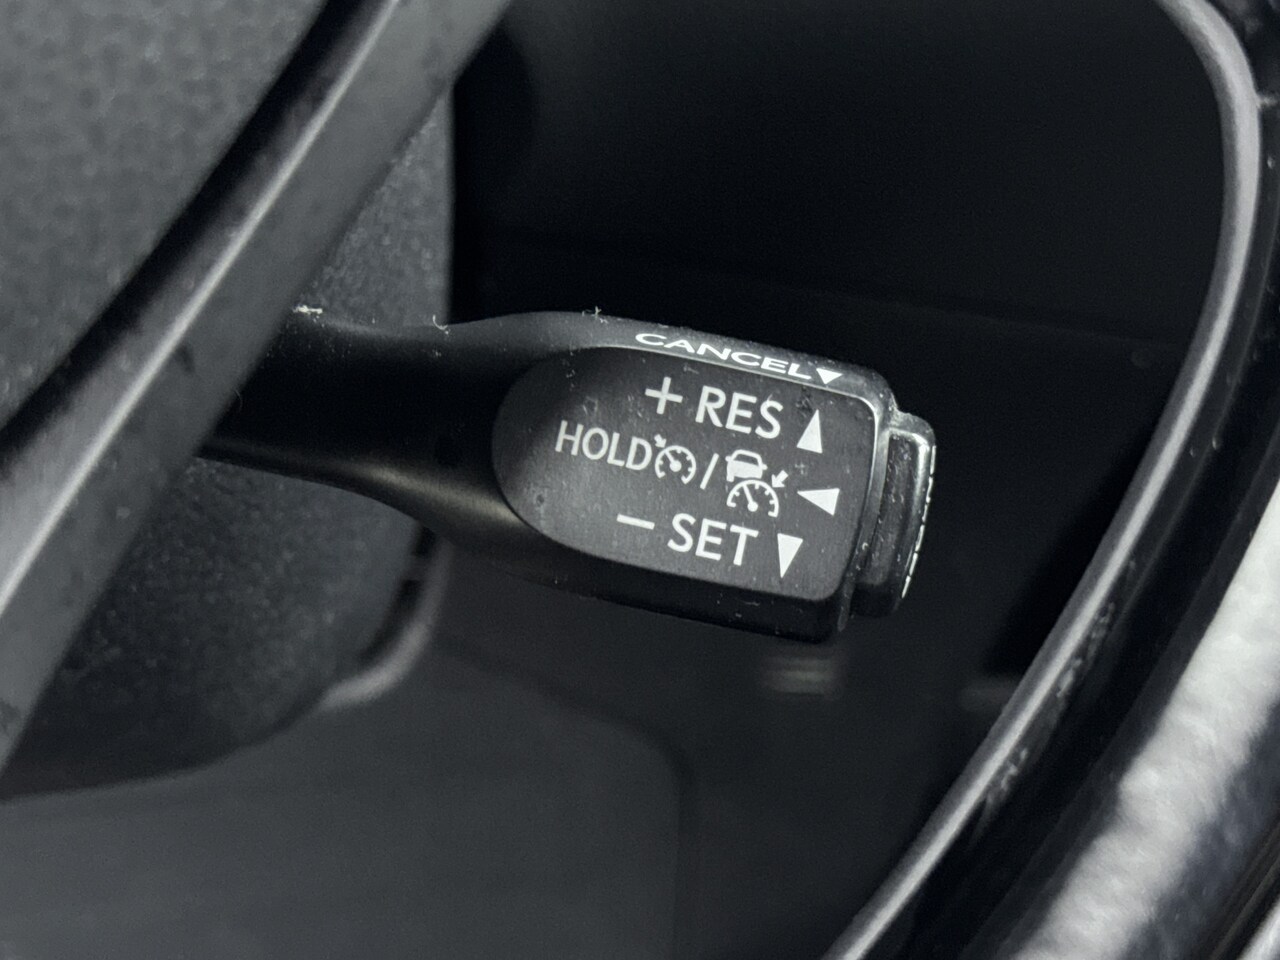 CANCEL▼
+ RES ▲
HOLD / ◀
− SET ▼